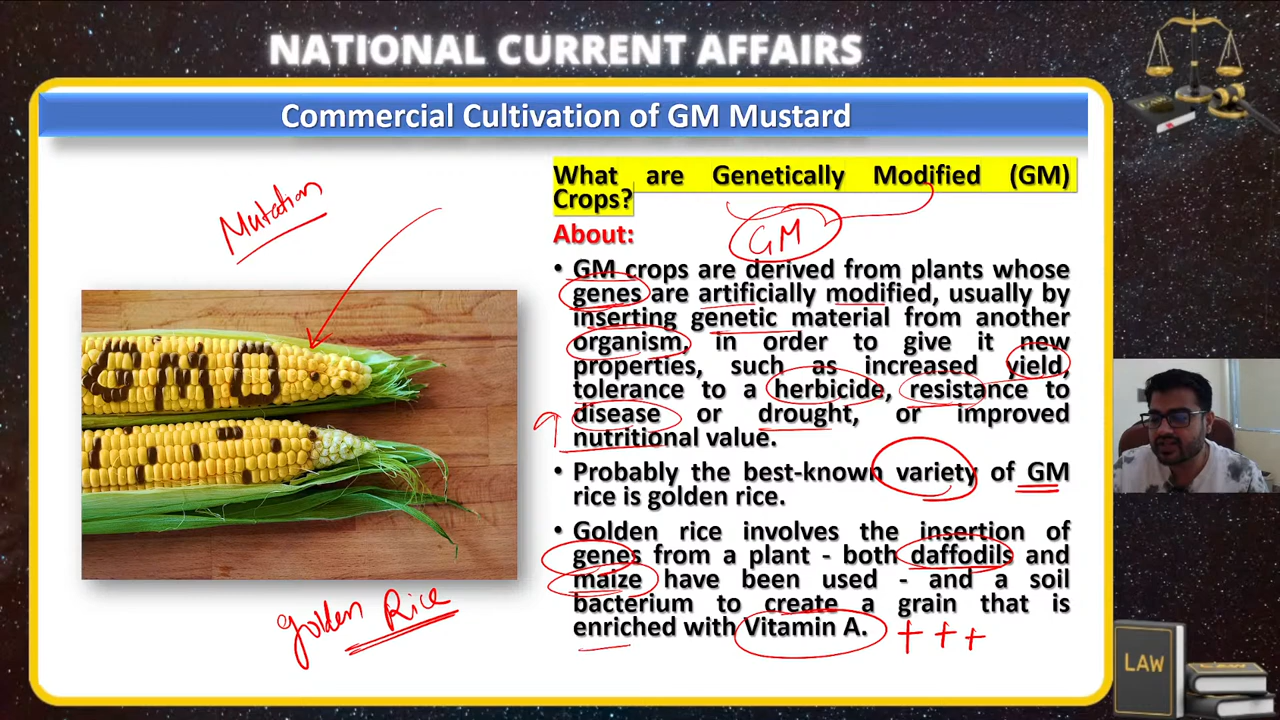 NATIONAL CURRENT AFFAIRS
Commercial Cultivation of GM Mustard
Mutation
GMO
Golden Rice
What are Genetically Modified (GM)
Crops?
About:
GM
• GM crops are derived from plants whose
genes are artificially modified, usually by
inserting genetic material from another
organism, in order to give it new
properties, such as increased yield,
tolerance to a herbicide, resistance to
disease or drought, or improved
nutritional value.
• Probably the best-known variety of GM
rice is golden rice.
• Golden rice involves the insertion of
genes from a plant - both daffodils and
maize have been used - and a soil
bacterium to create a grain that is
enriched with Vitamin A. +++
LAW